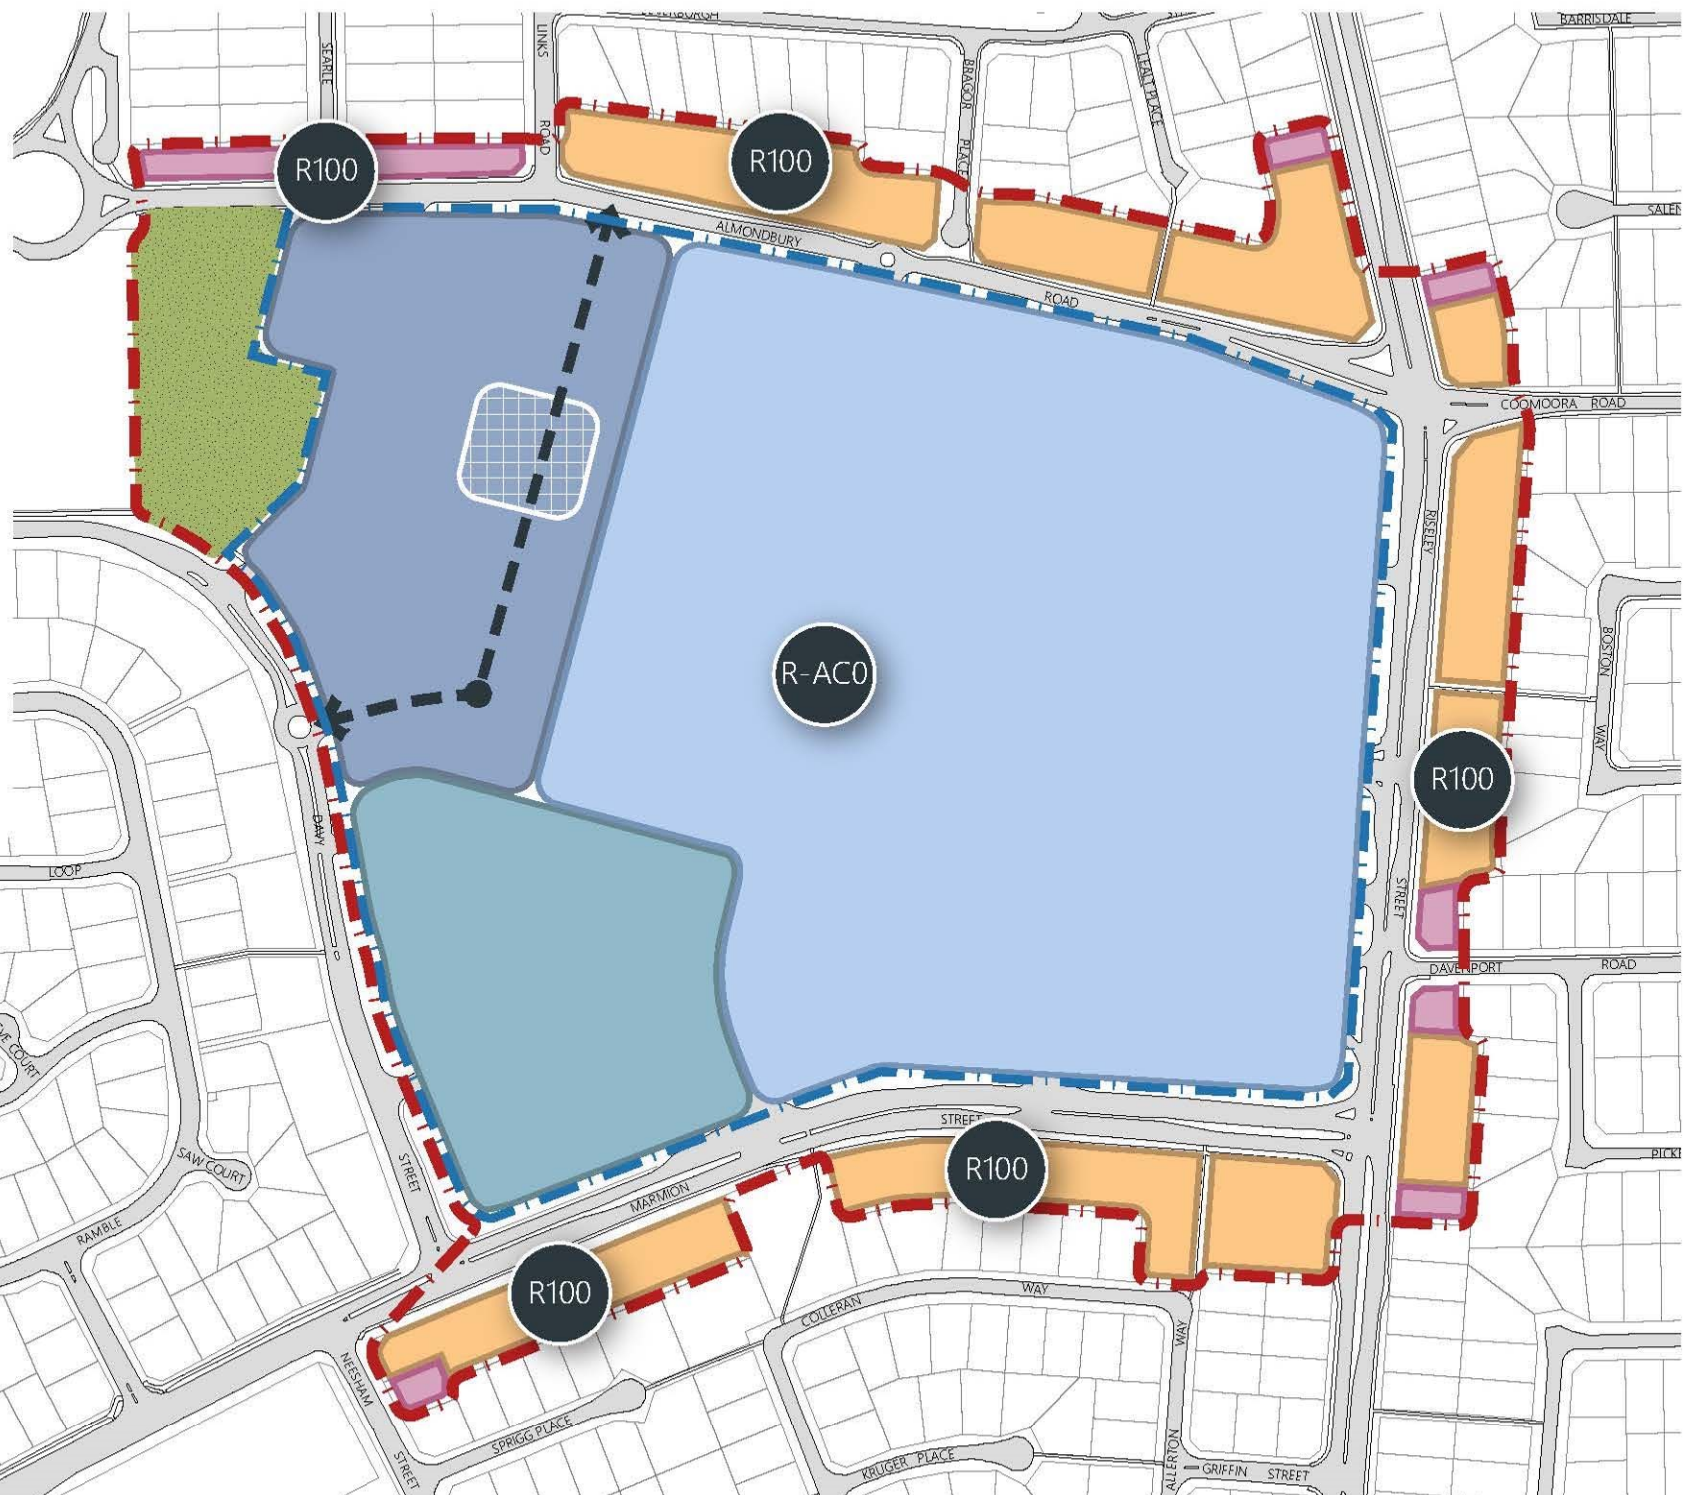 BARRISDALE
SEARLE
LINKS
ROAD
BRAGOR
PLACE
LEALT PLACE
R100
R100
ALMONDBURY
ROAD
COOMOORA ROAD
RISELEY
STREET
BOSTON
WAY
R-AC0
R100
DAVY
STREET
LOOP
DAVENPORT
ROAD
SAW COURT
RAMBLE
MARMION
STREET
R100
R100
COLLERAN
WAY
WAY
ALLERTON
NEESHAM
STREET
SPRIGG PLACE
KRUGER PLACE
GRIFFIN STREET